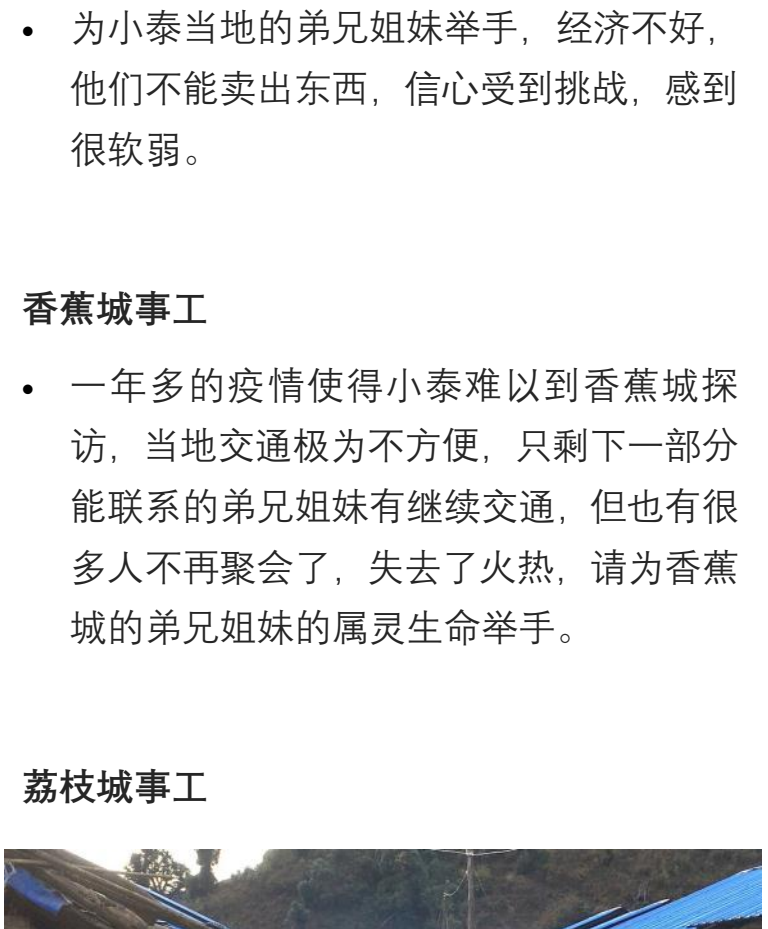 • 为小泰当地的弟兄姐妹举手，经济不好，
他们不能卖出东西，信心受到挑战，感到
很软弱。
香蕉城事工
• 一年多的疫情使得小泰难以到香蕉城探
访，当地交通极为不方便，只剩下一部分
能联系的弟兄姐妹有继续交通，但也有很
多人不再聚会了，失去了火热，请为香蕉
城的弟兄姐妹的属灵生命举手。
荔枝城事工